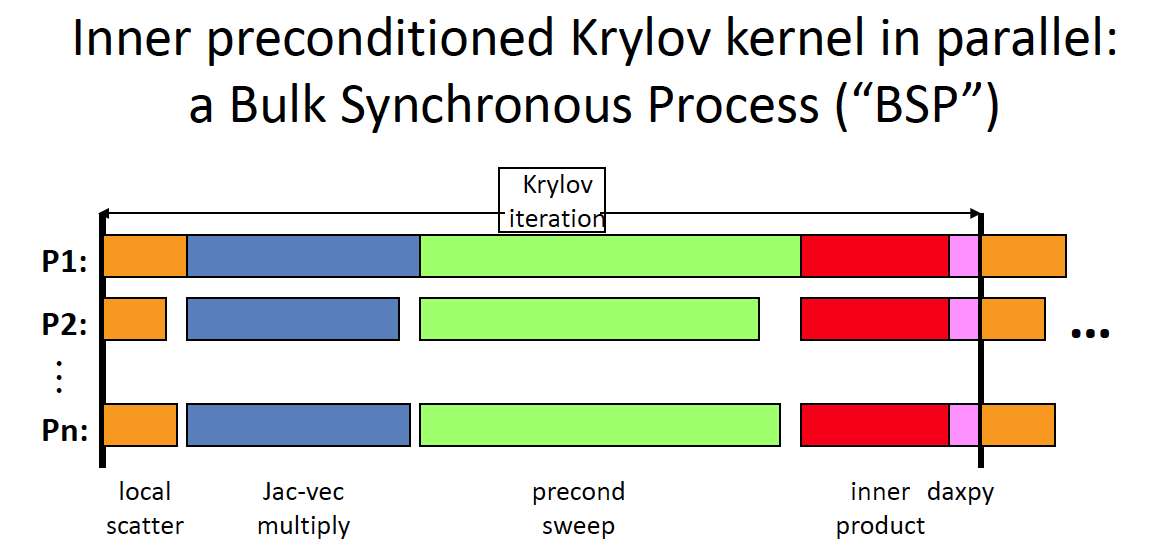 Inner preconditioned Krylov kernel in parallel:
a Bulk Synchronous Process (“BSP”)
Krylov
iteration
P1:
P2:
...
⋮
Pn:
local
scatter
Jac-vec
multiply
precond
sweep
inner
product
daxpy